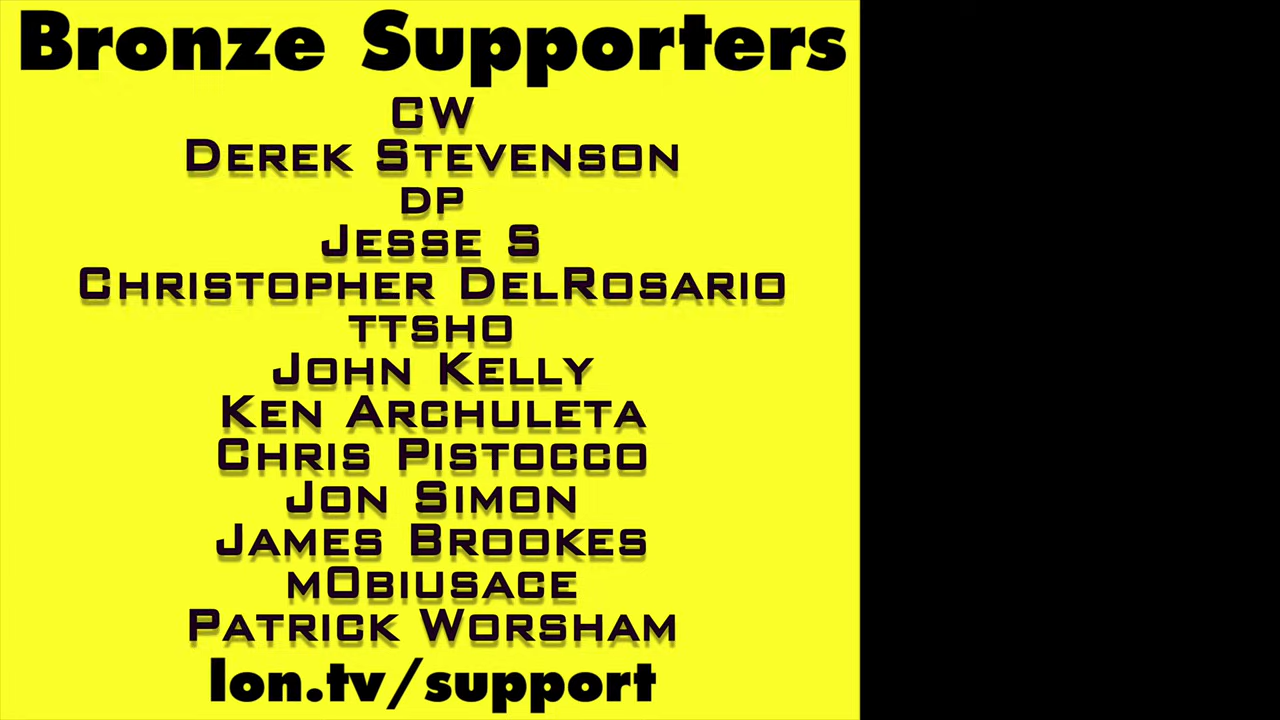 Bronze Supporters
CW
Derek Stevenson
DP
Jesse S
Christopher DelRosario
ttsho
John Kelly
Ken Archuleta
Chris Pistocco
Jon Simon
James Brookes
m0biusace
Patrick Worsham
lon.tv/support